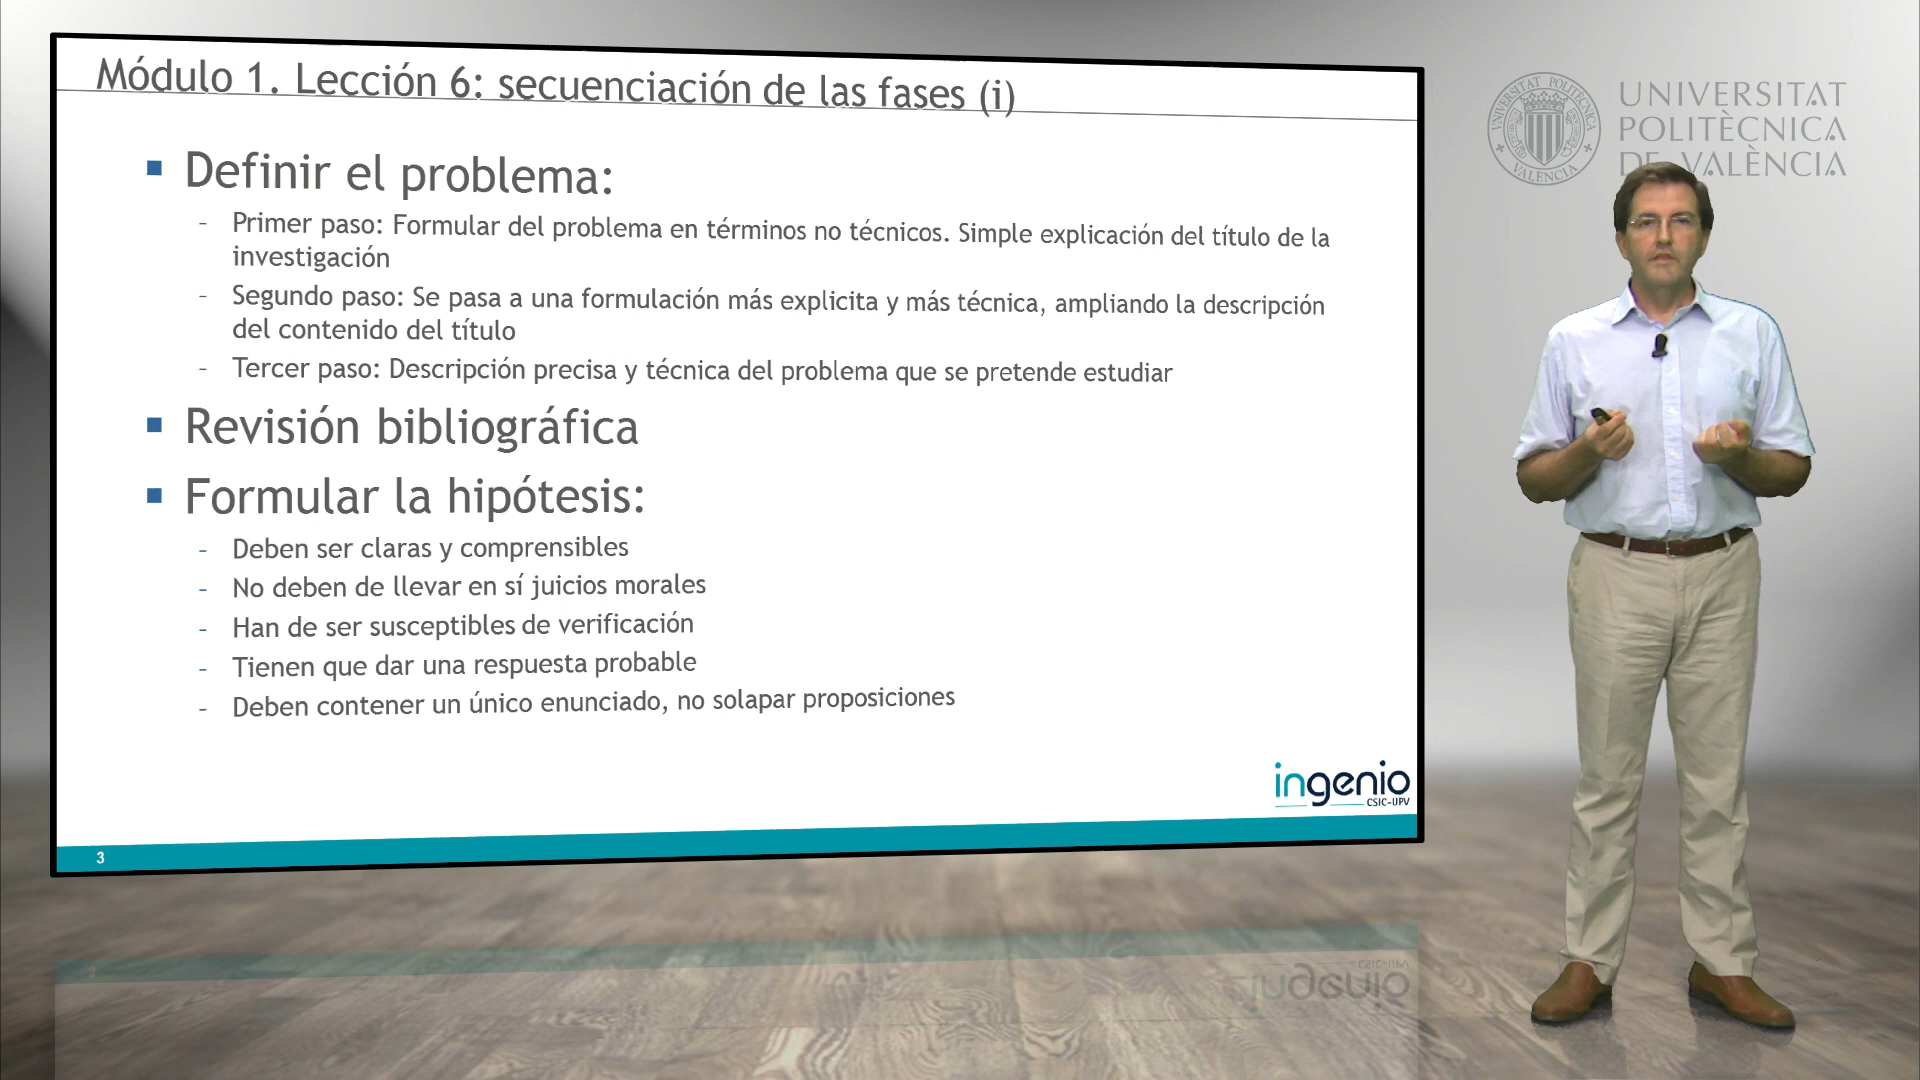 Módulo 1. Lección 6: secuenciación de las fases (i)
Definir el problema:
- Primer paso: Formular del problema en términos no técnicos. Simple explicación del título de la
investigación
- Segundo paso: Se pasa a una formulación más explicita y más técnica, ampliando la descripción
del contenido del título
- Tercer paso: Descripción precisa y técnica del problema que se pretende estudiar
Revisión bibliográfica
Formular la hipótesis:
- Deben ser claras y comprensibles
- No deben de llevar en sí juicios morales
- Han de ser susceptibles de verificación
- Tienen que dar una respuesta probable
- Deben contener un único enunciado, no solapar proposiciones
ingenio
CSIC-UPV
3
UNIVERSITAT
POLITÈCNICA
DE VALÈNCIA
UNIVERSITAT POLITÈCNICA
VALÈNCIA